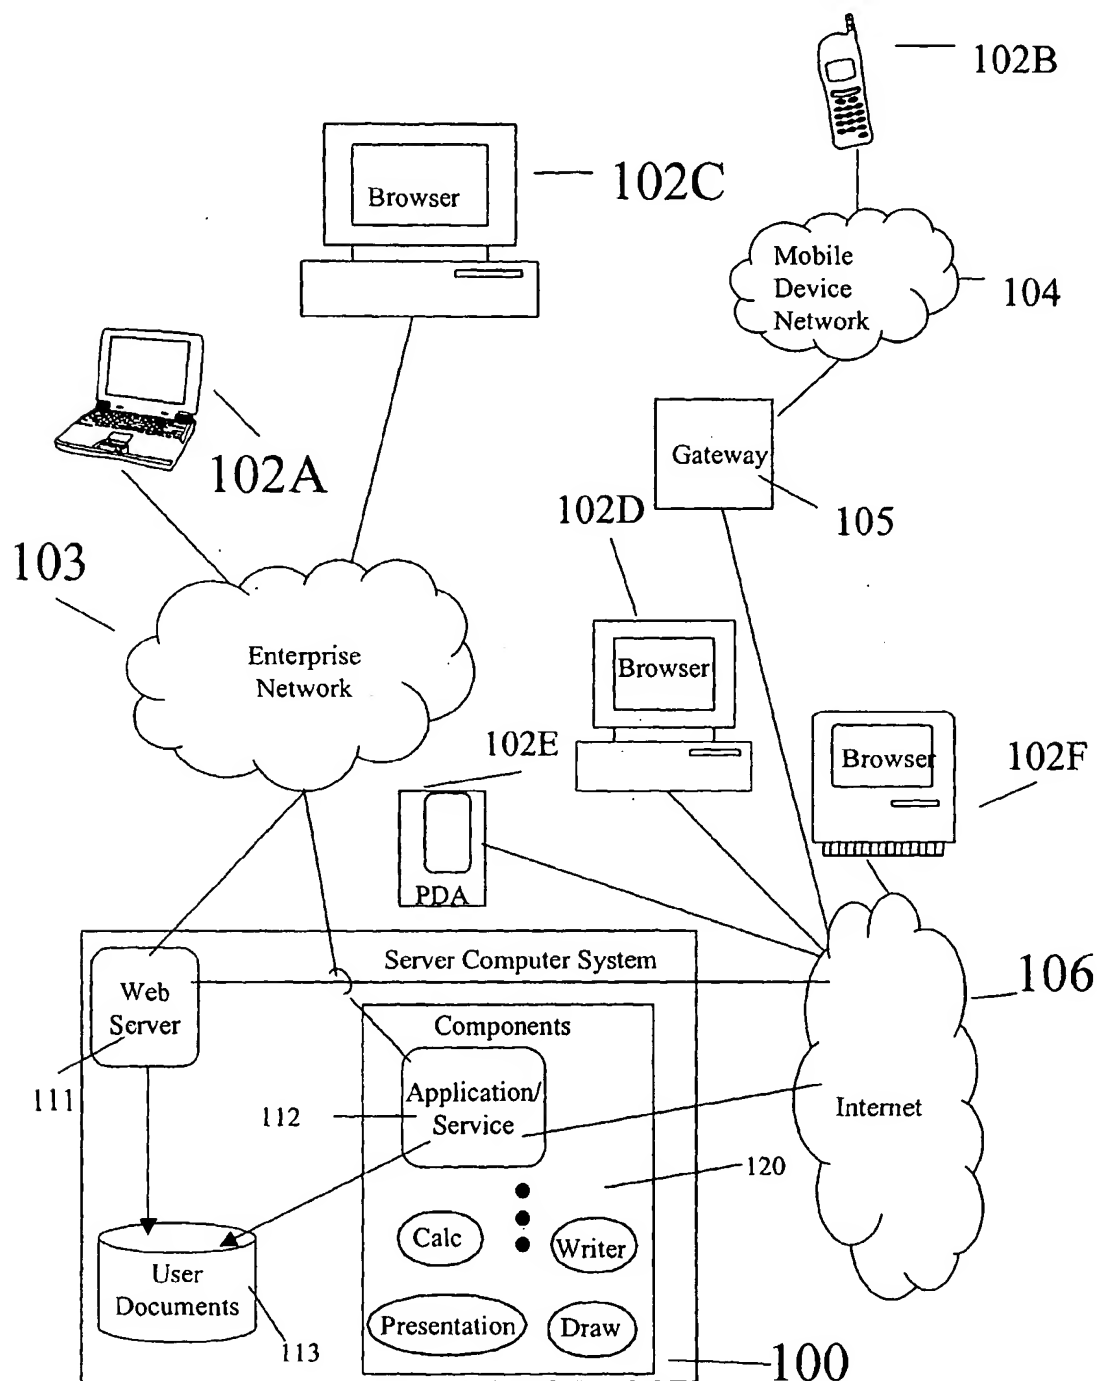 102B
Browser
102C
Mobile
Device
Network
104
102A
Gateway
105
102D
103
Enterprise
Network
Browser
102E
Browser
102F
PDA
Server Computer System
Web
Server
106
Components
111
112
Application/
Service
Internet
120
Calc
Writer
User
Documents
Presentation
Draw
113
100